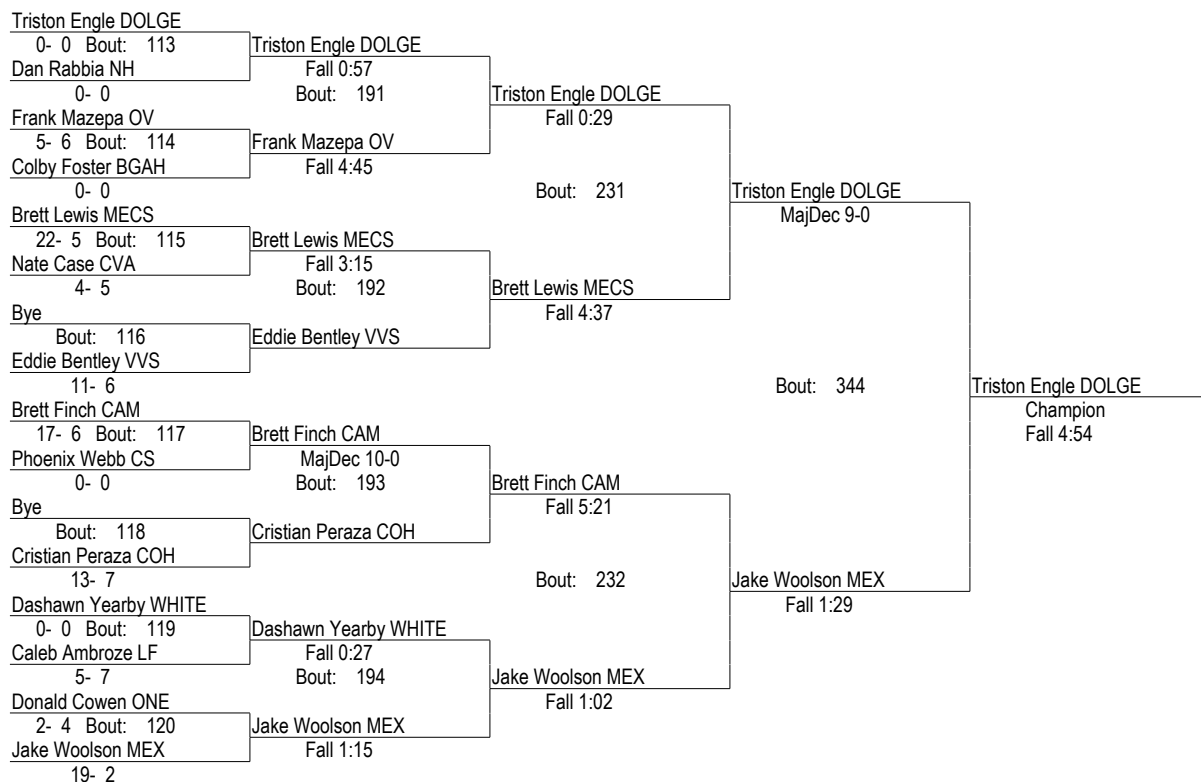 Triston Engle DOLGE
0- 0 Bout: 113
Dan Rabbia NH
0- 0
Frank Mazepa OV
5- 6 Bout: 114
Colby Foster BGAH
0- 0
Brett Lewis MECS
22- 5 Bout: 115
Nate Case CVA
4- 5
Bye
Bout: 116
Eddie Bentley VVS
11- 6
Brett Finch CAM
17- 6 Bout: 117
Phoenix Webb CS
0- 0
Bye
Bout: 118
Cristian Peraza COH
13- 7
Dashawn Yearby WHITE
0- 0 Bout: 119
Caleb Ambroze LF
5- 7
Donald Cowen ONE
2- 4 Bout: 120
Jake Woolson MEX
19- 2
Triston Engle DOLGE
Fall 0:57
Bout: 191
Frank Mazepa OV
Fall 4:45
Brett Lewis MECS
Fall 3:15
Bout: 192
Eddie Bentley VVS
Brett Finch CAM
MajDec 10-0
Bout: 193
Cristian Peraza COH
Dashawn Yearby WHITE
Fall 0:27
Bout: 194
Jake Woolson MEX
Fall 1:15
Triston Engle DOLGE
Fall 0:29
Bout: 231
Brett Lewis MECS
Fall 4:37
Brett Finch CAM
Fall 5:21
Bout: 232
Jake Woolson MEX
Fall 1:02
Triston Engle DOLGE
MajDec 9-0
Bout: 344
Jake Woolson MEX
Fall 1:29
Triston Engle DOLGE
Champion
Fall 4:54